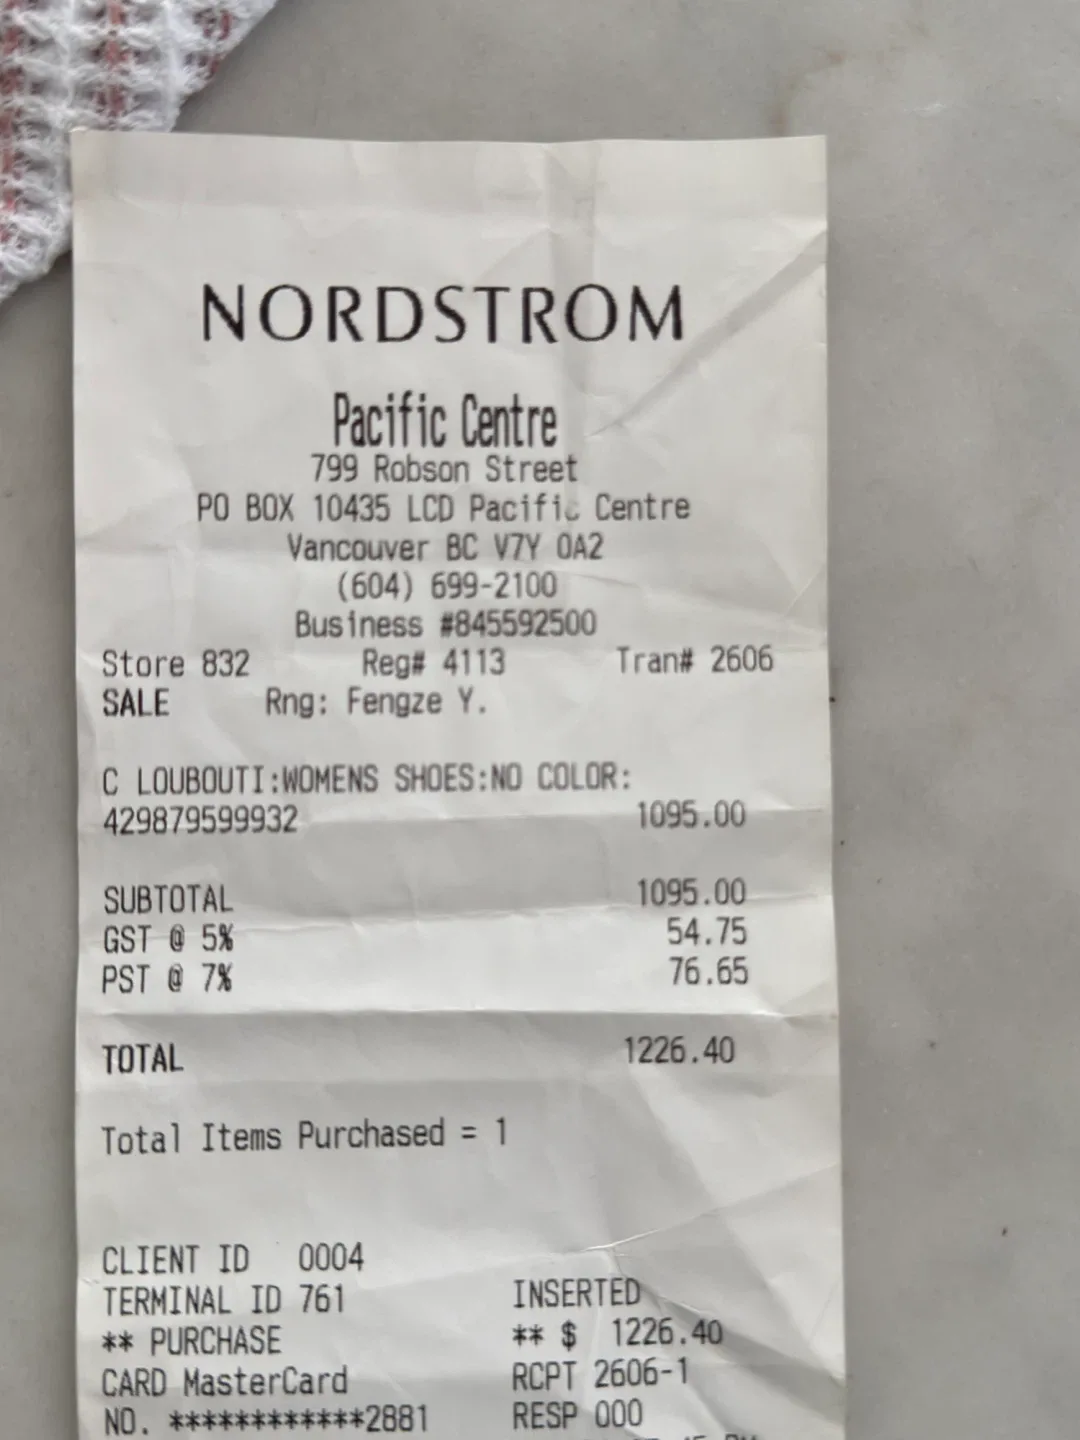 NORDSTROM
Pacific Centre
799 Robson Street
PO BOX 10435 LCD Pacific Centre
Vancouver BC V7Y 0A2
(604) 699-2100
Business #845592500
Store 832 Reg# 4113 Tran# 2606
SALE Rng: Fengze Y.
C LOUBOUTI:WOMENS SHOES:NO COLOR:
429879599932 1095.00
SUBTOTAL 1095.00
GST @ 5% 54.75
PST @ 7% 76.65
TOTAL 1226.40
Total Items Purchased = 1
CLIENT ID 0004
TERMINAL ID 761 INSERTED
** PURCHASE ** $ 1226.40
CARD MasterCard RCPT 2606-1
NO. ************2881 RESP 000